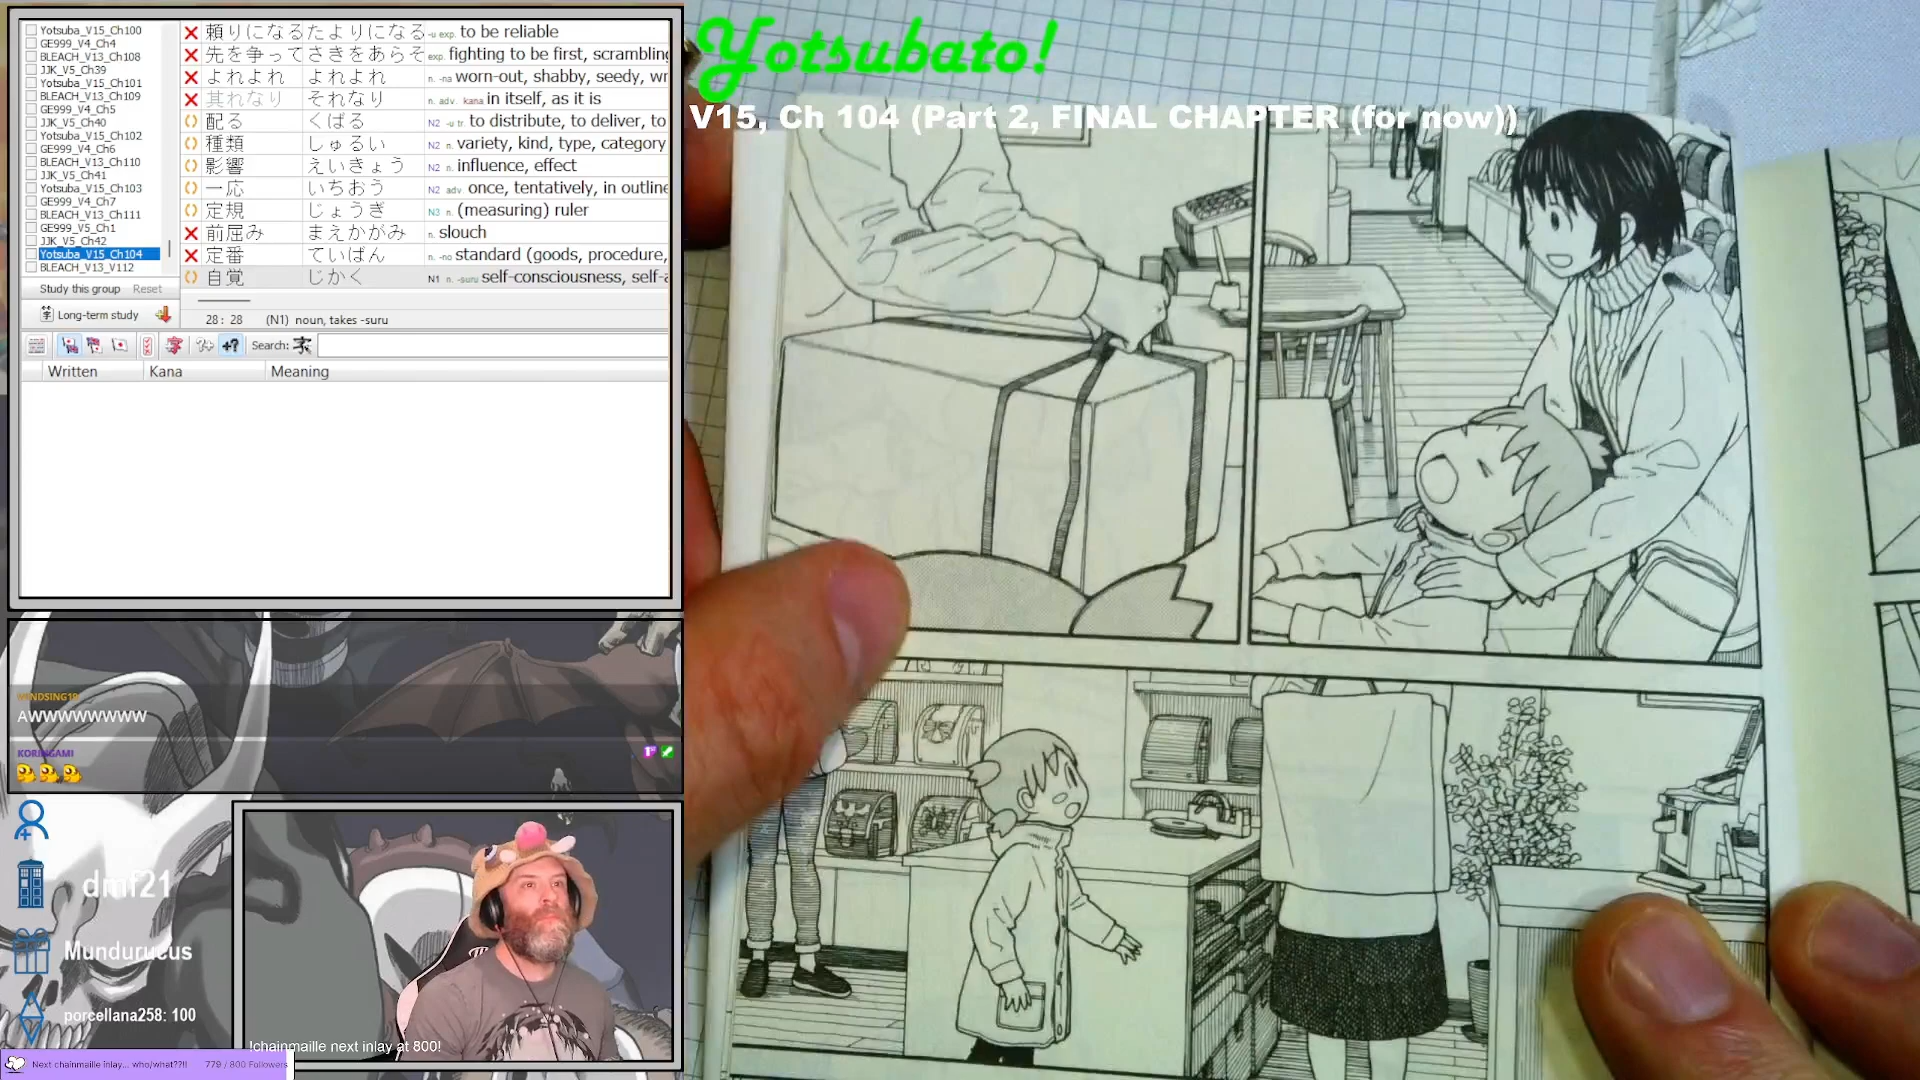 Yotsuba_V15_Ch100
GE999_V4_Ch4
BLEACH_V13_Ch108
JJK_V5_Ch39
Yotsuba_V15_Ch101
BLEACH_V13_Ch109
GE999_V4_Ch5
JJK_V5_Ch40
Yotsuba_V15_Ch102
GE999_V4_Ch6
BLEACH_V13_Ch110
JJK_V5_Ch41
Yotsuba_V15_Ch103
GE999_V4_Ch7
BLEACH_V13_Ch111
GE999_V5_Ch1
JJK_V5_Ch42
Yotsuba_V15_Ch104
BLEACH_V13_V112
Study this group Reset
Long-term study
頼りになる たよりになる -u exp. to be reliable
先を争って さきをあらそ exp. fighting to be first, scrambling
よれよれ よれよれ n. -na worn-out, shabby, seedy, wr
其れなり それなり n. adv. kana in itself, as it is
配る くばる N2 -u tr. to distribute, to deliver, to
種類 しゅるい N2 n. variety, kind, type, category
影響 えいきょう N2 n. influence, effect
一応 いちおう N2 adv. once, tentatively, in outline
定規 じょうぎ N3 n. (measuring) ruler
前屈み まえかがみ n. slouch
定番 ていばん n. -no standard (goods, procedure,
自覚 じかく N1 n. -suru self-consciousness, self-a
28: 28 (N1) noun, takes -suru
Search:
Written Kana Meaning
Yotsubato!
V15, Ch 104 (Part 2, FINAL CHAPTER (for now))
WINDSING19
AWWWWWWWW
KORINGAMI
dmf21
Mundurucus
porcellana258: 100
!chainmaille next inlay at 800!
Next chainmaille inlay... who/what??!! 779 / 800 Followers